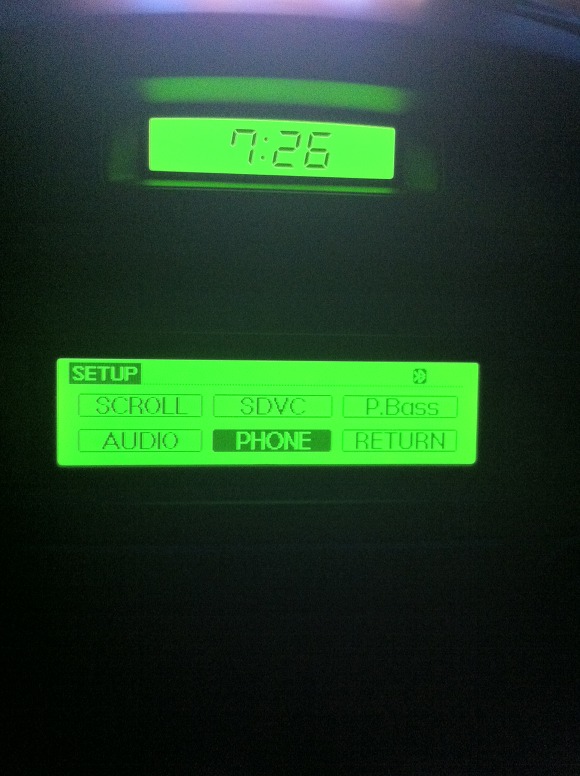 7:26
SETUP
SCROLL SDVC P.Bass
AUDIO PHONE RETURN